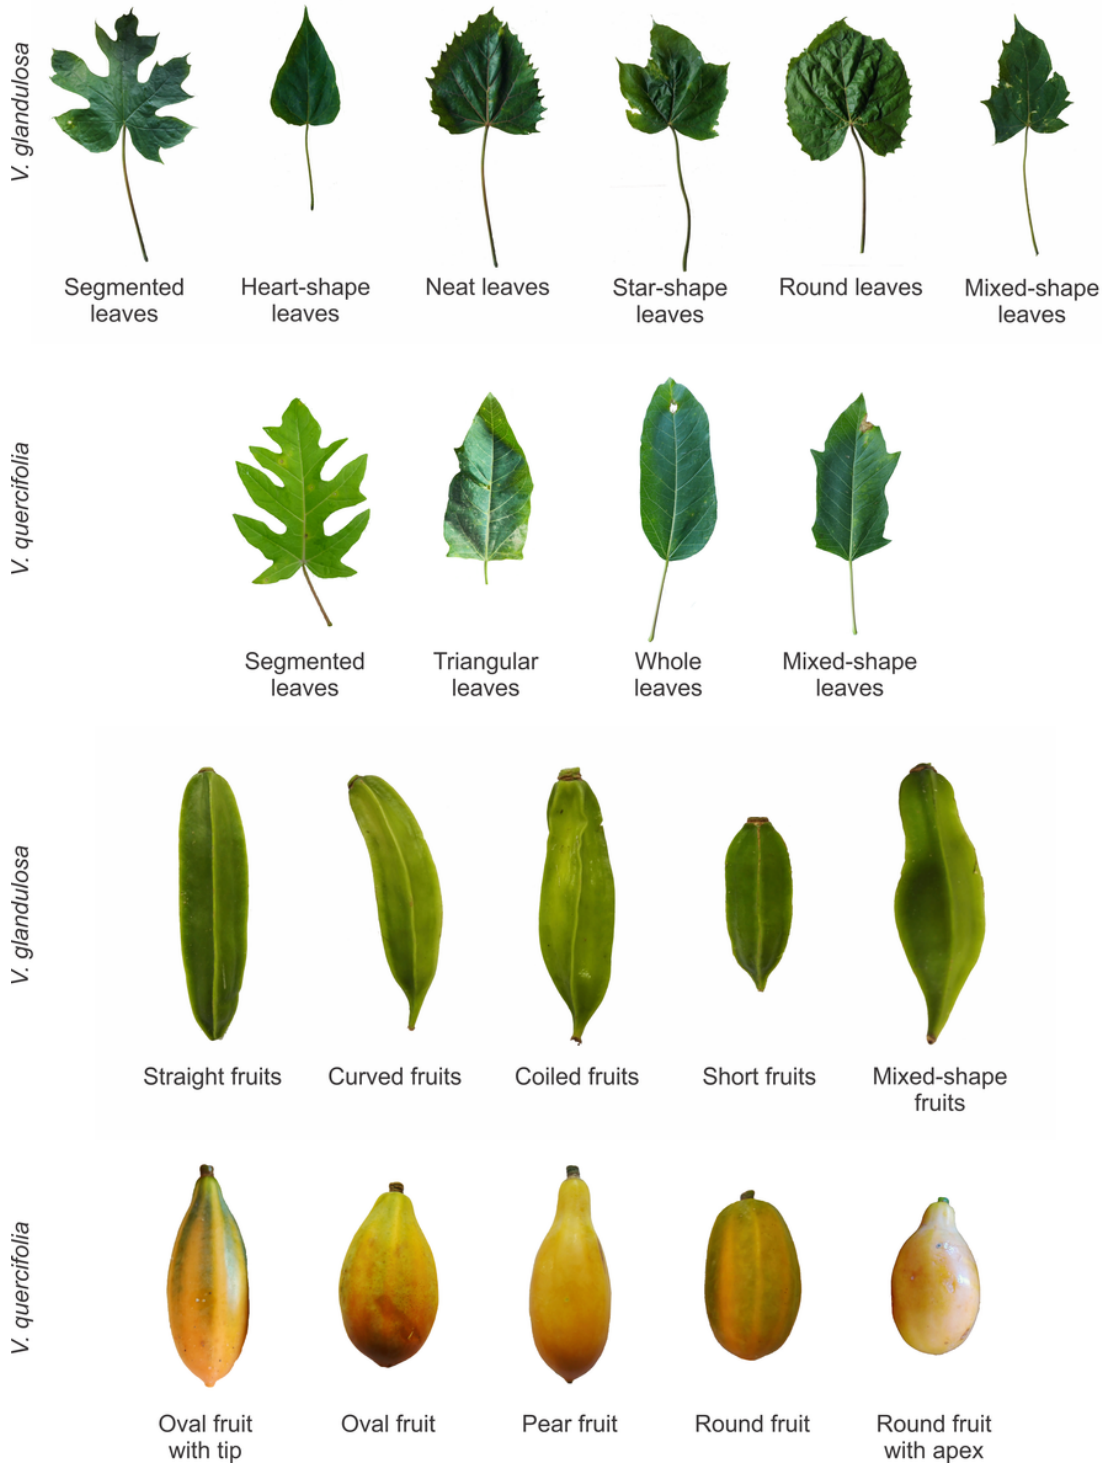 V. glandulosa
Segmented leaves
Heart-shape leaves
Neat leaves
Star-shape leaves
Round leaves
Mixed-shape leaves
V. quercifolia
Segmented leaves
Triangular leaves
Whole leaves
Mixed-shape leaves
V. glandulosa
Straight fruits
Curved fruits
Coiled fruits
Short fruits
Mixed-shape fruits
V. quercifolia
Oval fruit with tip
Oval fruit
Pear fruit
Round fruit
Round fruit with apex